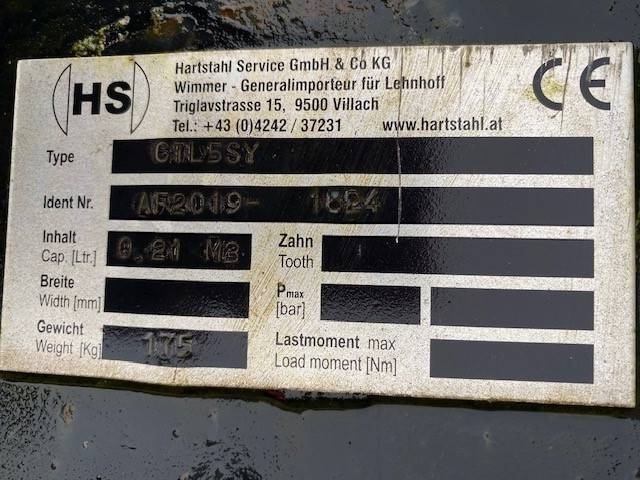 HS
Hartstahl Service GmbH & Co KG
Wimmer - Generalimporteur für Lehnhoff
Triglavstrasse 15, 9500 Villach
Tel.: +43 (0)4242 / 37231 www.hartstahl.at
CE
Type GTL5SY
Ident Nr. AF2019- 1524
Inhalt
Cap. [Ltr.] 0.21 M3
Zahn
Tooth
Breite
Width [mm]
Pmax
[bar]
Gewicht
Weight [Kg] 175
Lastmoment max
Load moment [Nm]